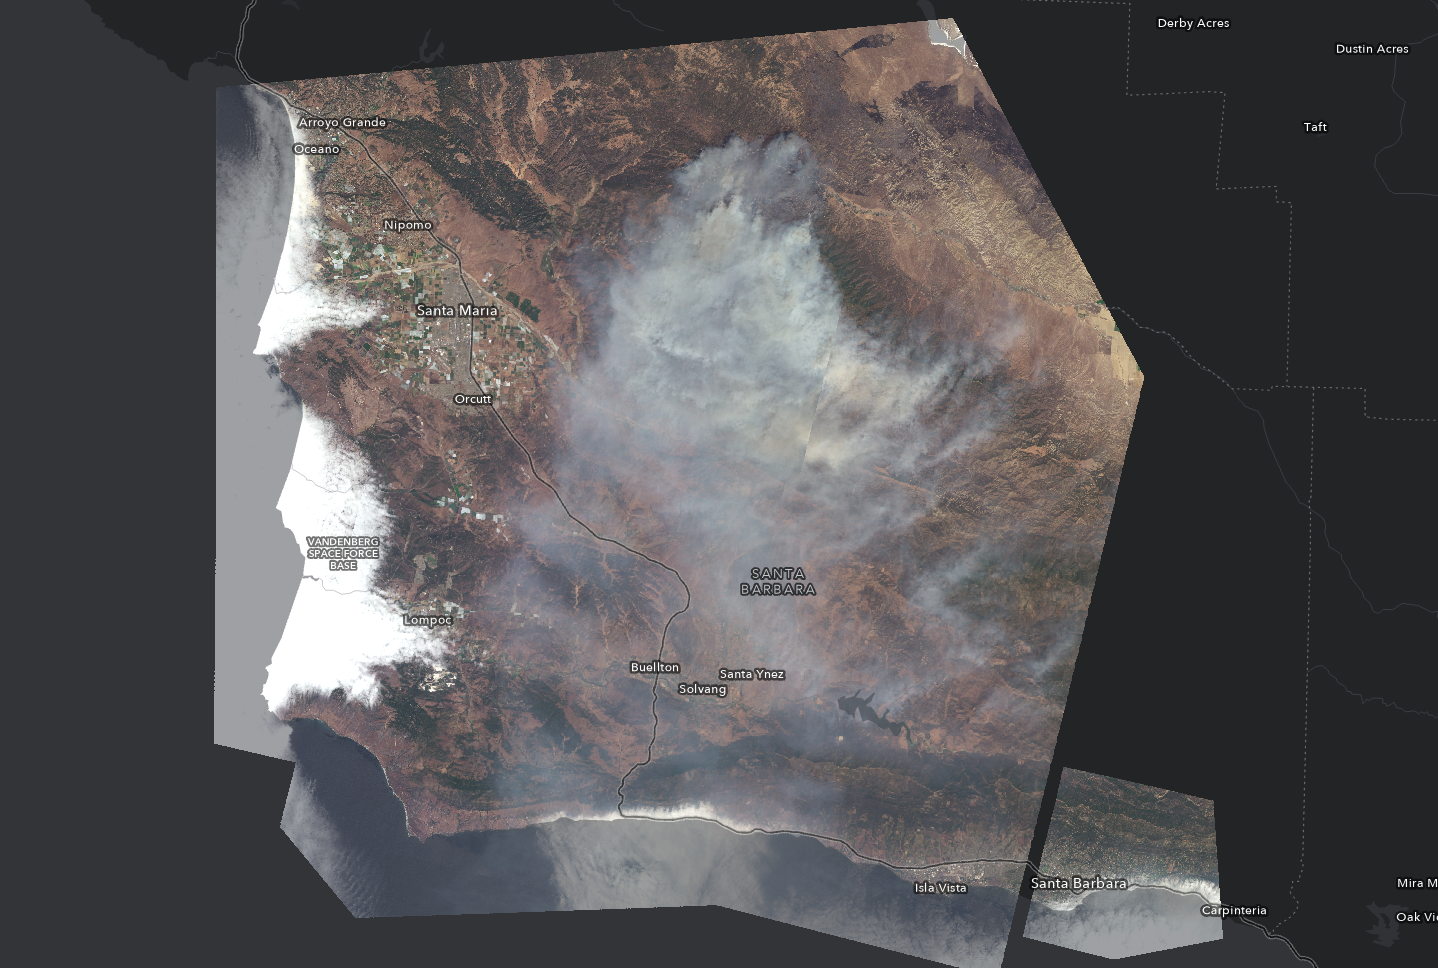 Derby Acres
Dustin Acres
Taft
Arroyo Grande
Oceano
Nipomo
Santa Maria
Orcutt
VANDENBERG
SPACE FORCE
BASE
SANTA
BARBARA
Lompoc
Buellton
Santa Ynez
Solvang
Isla Vista
Santa Barbara
Mira M
Carpinteria
Oak Vie